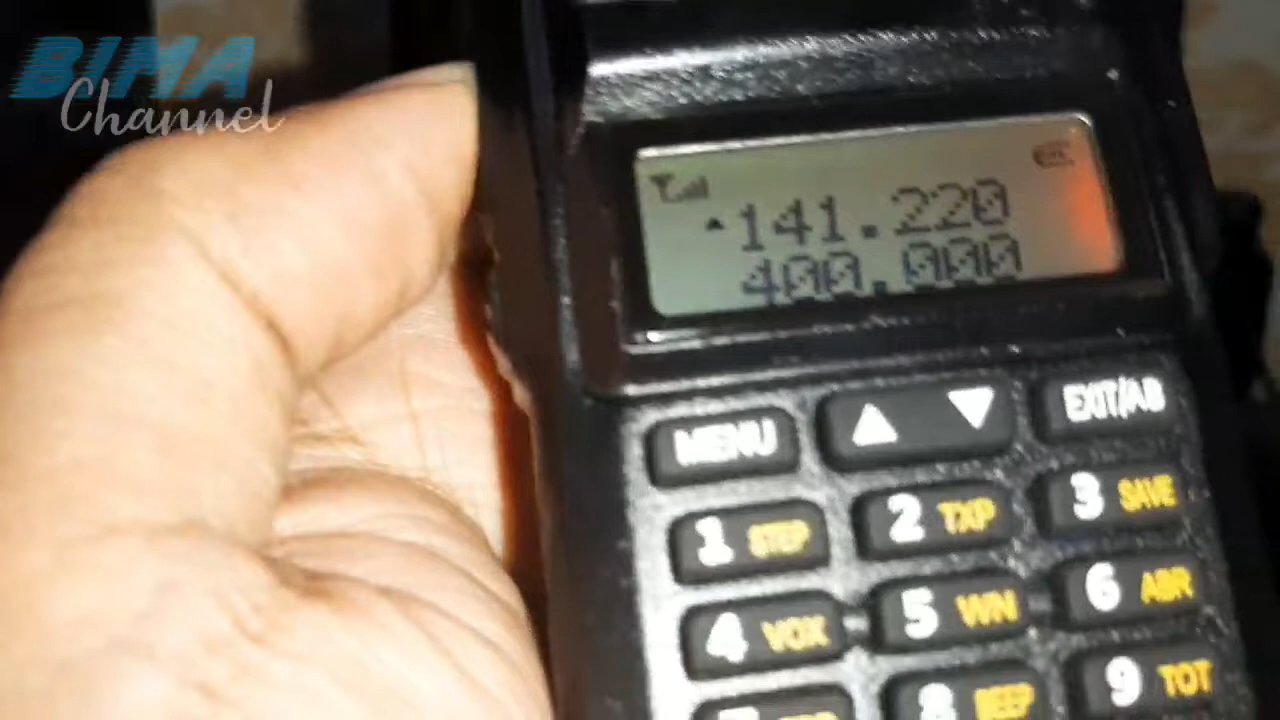 BIMA
Channel
141.220
400.000
MENU
EXIT/AB
1 STEP
2 TXP
3 SAVE
4 VOX
5 WN
6 ABR
8 BEEP
9 TOT